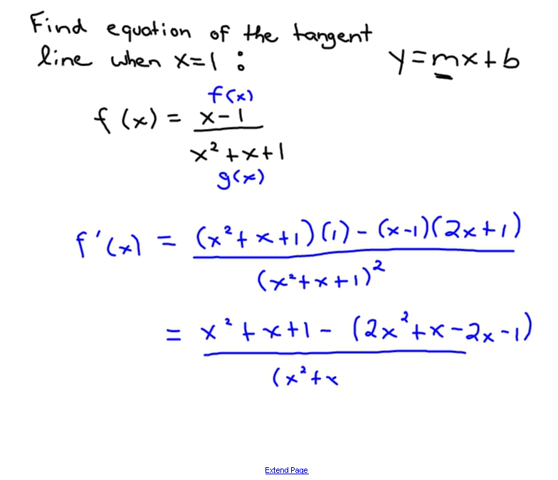 Find equation of the tangent
line when x=1 :
y=mx+b
f(x)
f(x) = x-1
x²+x+1
g(x)
f'(x) = (x²+x+1)(1) - (x-1)(2x+1)
(x²+x+1)²
= x²+x+1 - (2x²+x-2x-1)
(x²+x
Extend Page